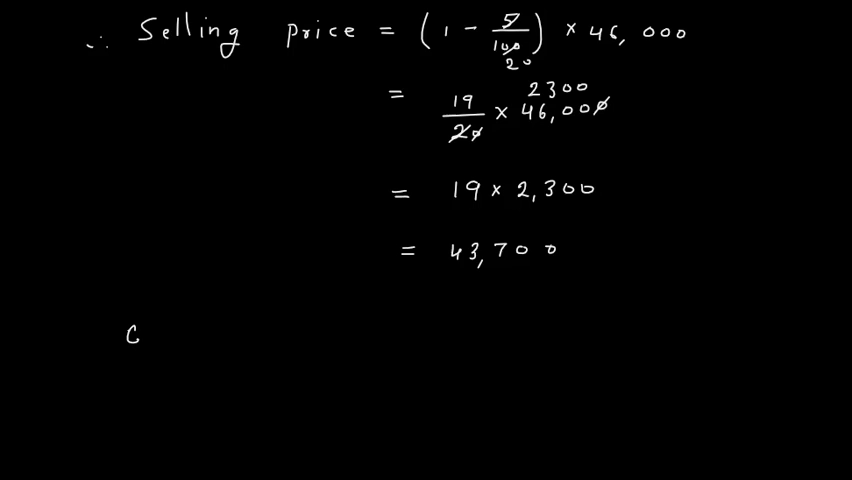 ∴ Selling price = (1 - 5/100) × 46,000
20
2300
= 19/20 × 46,000
= 19 × 2,300
= 43,700
C